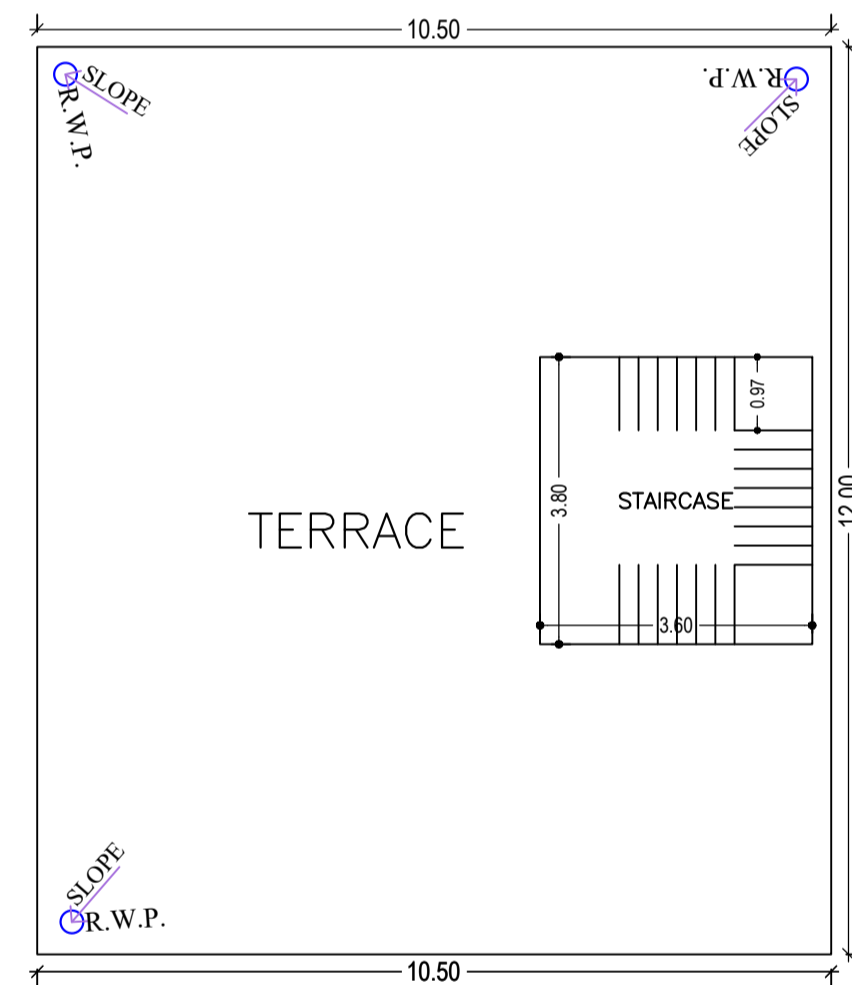 10.50
SLOPE
R.W.P.
R.W.P.
SLOPE
0.97
3.80
STAIRCASE
12.00
TERRACE
3.60
SLOPE
R.W.P.
10.50